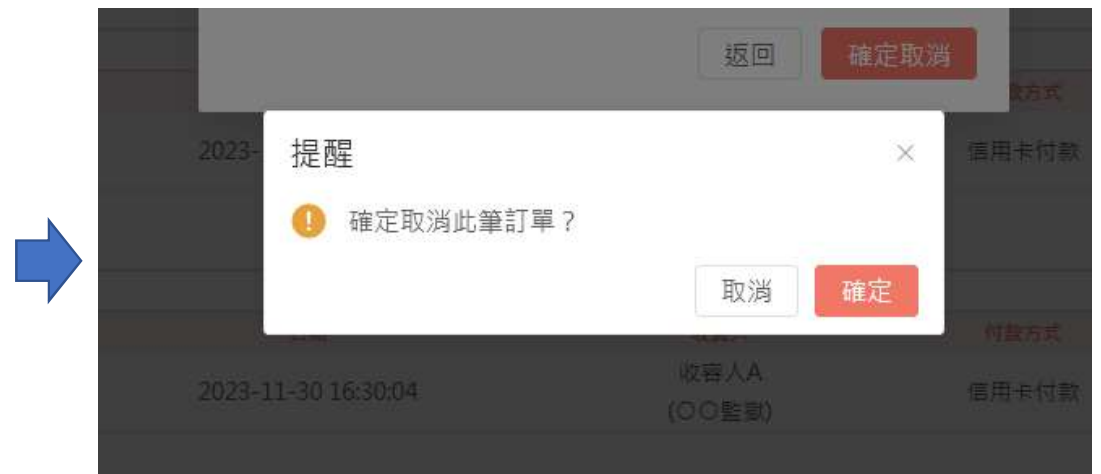 返回 確定取消
款方式
2023- 信用卡付款
提醒
確定取消此筆訂單？
取消 確定
付款方式
2023-11-30 16:30:04 收容人A 信用卡付款
(○○監獄)